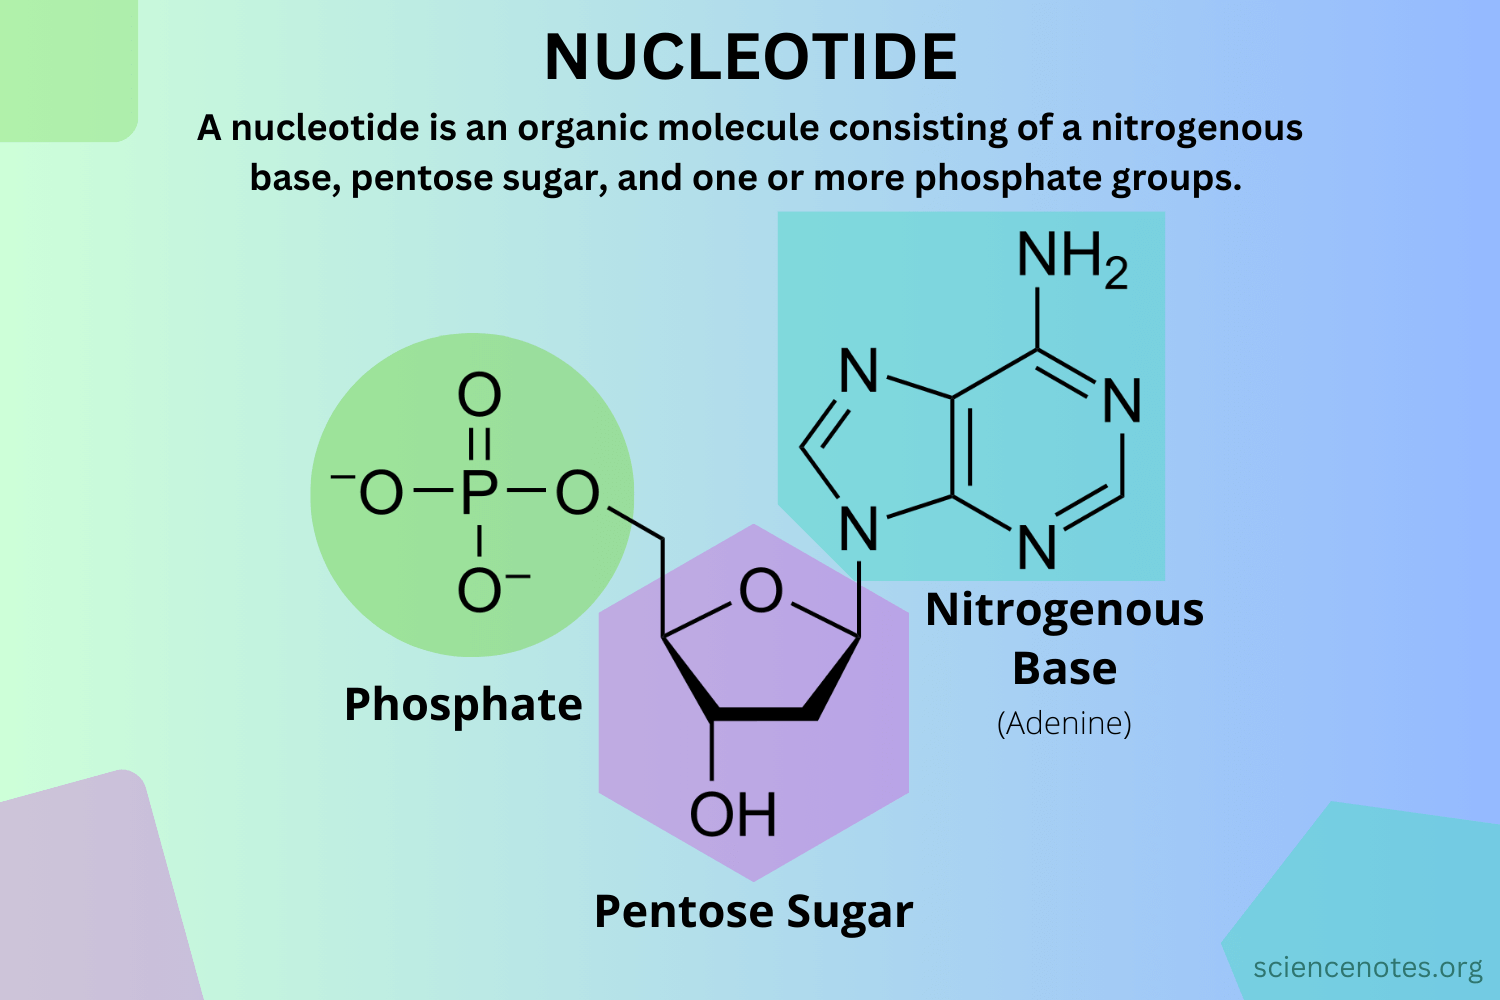 NUCLEOTIDE
A nucleotide is an organic molecule consisting of a nitrogenous
base, pentose sugar, and one or more phosphate groups.
NH2
N
N
O
⁻O
P
O
N
N
O⁻
O
Nitrogenous
Base
(Adenine)
Phosphate
OH
Pentose Sugar
sciencenotes.org